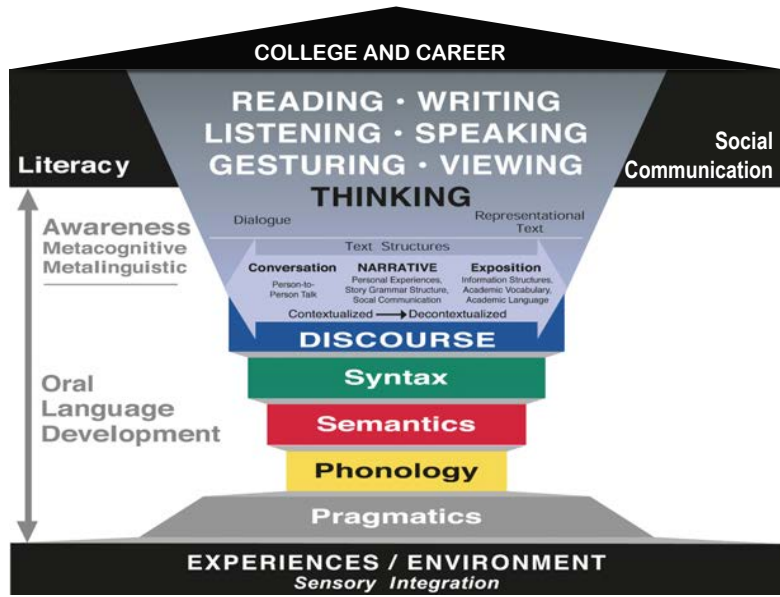 COLLEGE AND CAREER
READING · WRITING
LISTENING · SPEAKING
GESTURING · VIEWING
THINKING
Literacy
Social
Communication
Awareness
Metacognitive
Metalinguistic
Dialogue
Representational
Text
Text Structures
Conversation
Person-to-
Person Talk
NARRATIVE
Personal Experiences,
Story Grammar Structure,
Socal Communication
Exposition
Information Structures,
Academic Vocabulary,
Academic Language
Contextualized → Decontextualized
DISCOURSE
Oral
Language
Development
Syntax
Semantics
Phonology
Pragmatics
EXPERIENCES / ENVIRONMENT
Sensory Integration